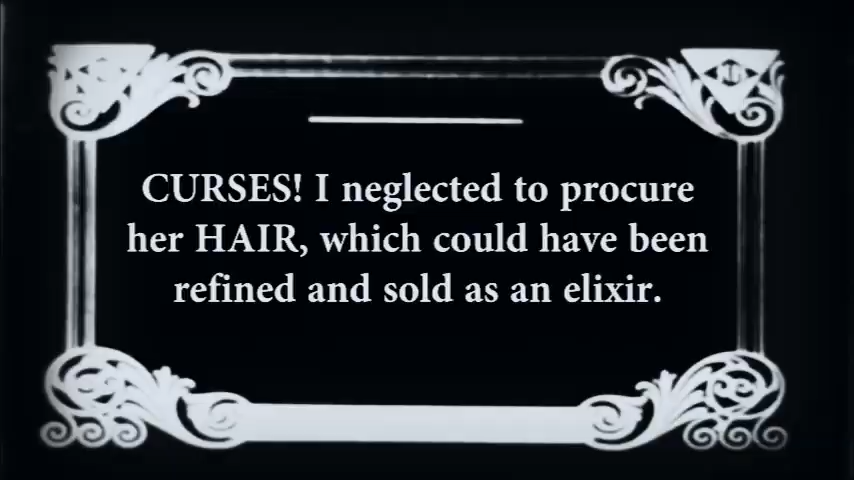 CURSES! I neglected to procure
her HAIR, which could have been
refined and sold as an elixir.